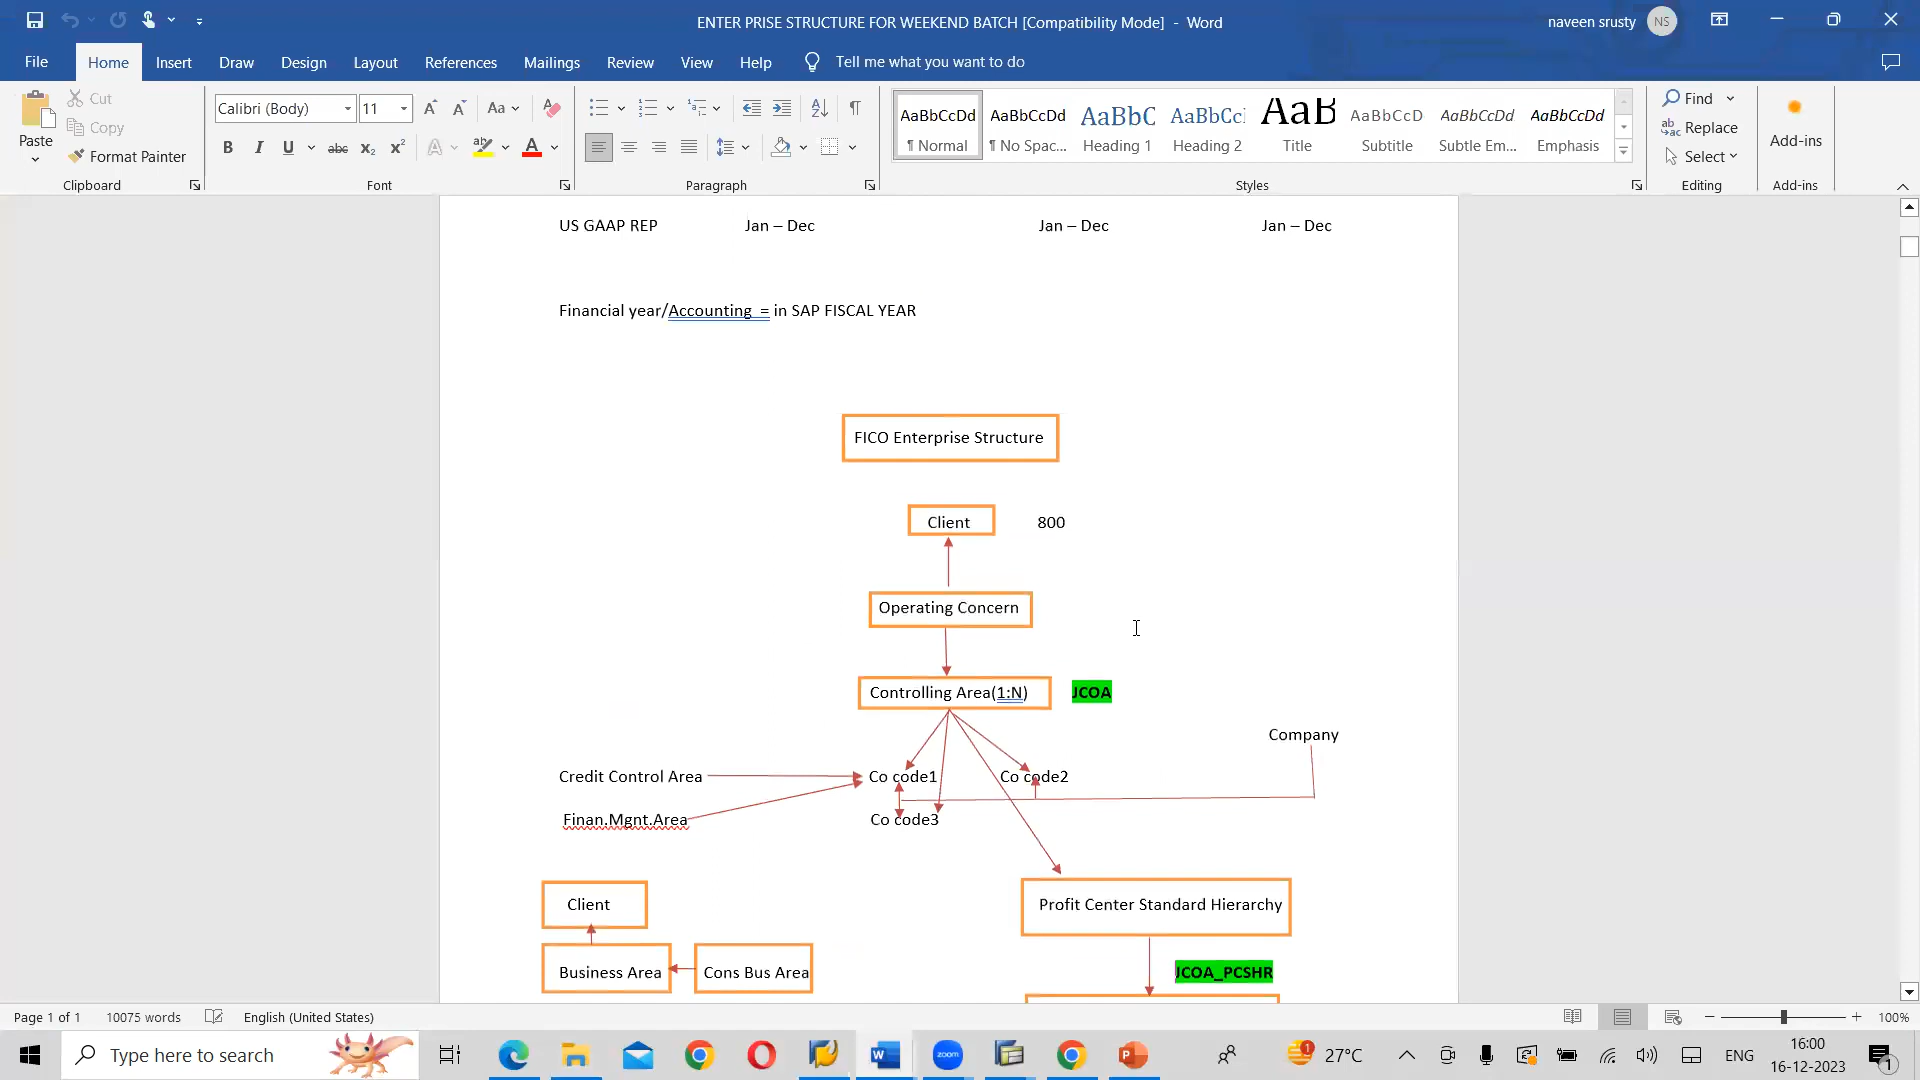 ENTER PRISE STRUCTURE FOR WEEKEND BATCH [Compatibility Mode] - Word
naveen srusty
NS
File
Home
Insert
Draw
Design
Layout
References
Mailings
Review
View
Help
Tell me what you want to do
Paste
Cut
Copy
Format Painter
Clipboard
Calibri (Body)
11
Font
Paragraph
AaBbCcDd
¶ Normal
AaBbCcDd
¶ No Spac...
AaBbC
Heading 1
AaBbCc
Heading 2
AaB
Title
AaBbCcD
Subtitle
AaBbCcDd
Subtle Em...
AaBbCcDd
Emphasis
Styles
Find
Replace
Select
Editing
Add-ins
Add-ins
US GAAP REP Jan – Dec Jan – Dec Jan – Dec
Financial year/Accounting = in SAP FISCAL YEAR
FICO Enterprise Structure
Client 800
Operating Concern
Controlling Area(1:N) JCOA
Company
Credit Control Area Co code1 Co code2
Finan.Mgnt.Area Co code3
Client
Profit Center Standard Hierarchy
Business Area Cons Bus Area JCOA_PCSHR
Page 1 of 1 10075 words English (United States) 100%
Type here to search
zoom
27°C
ENG
16:00
16-12-2023
1